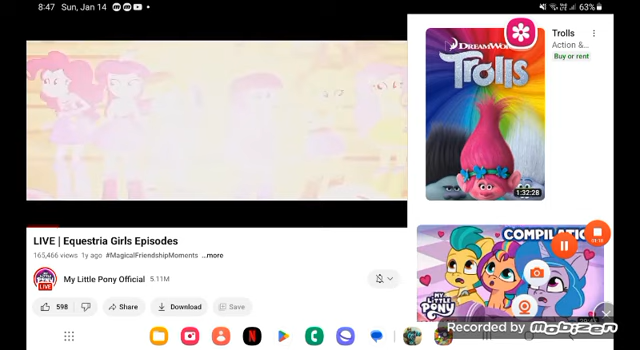 8:47 Sun, Jan 14
63%
DREAMWORKS
Trolls
1:32:28
Trolls
Action &...
Buy or rent
LIVE | Equestria Girls Episodes
165,466 views 1y ago #MagicalFriendshipMoments ...more
LIVE
My Little Pony Official 5.11M
598
Share
Download
Save
COMPILATION
MY LITTLE PONY
Recorded by Mobizen